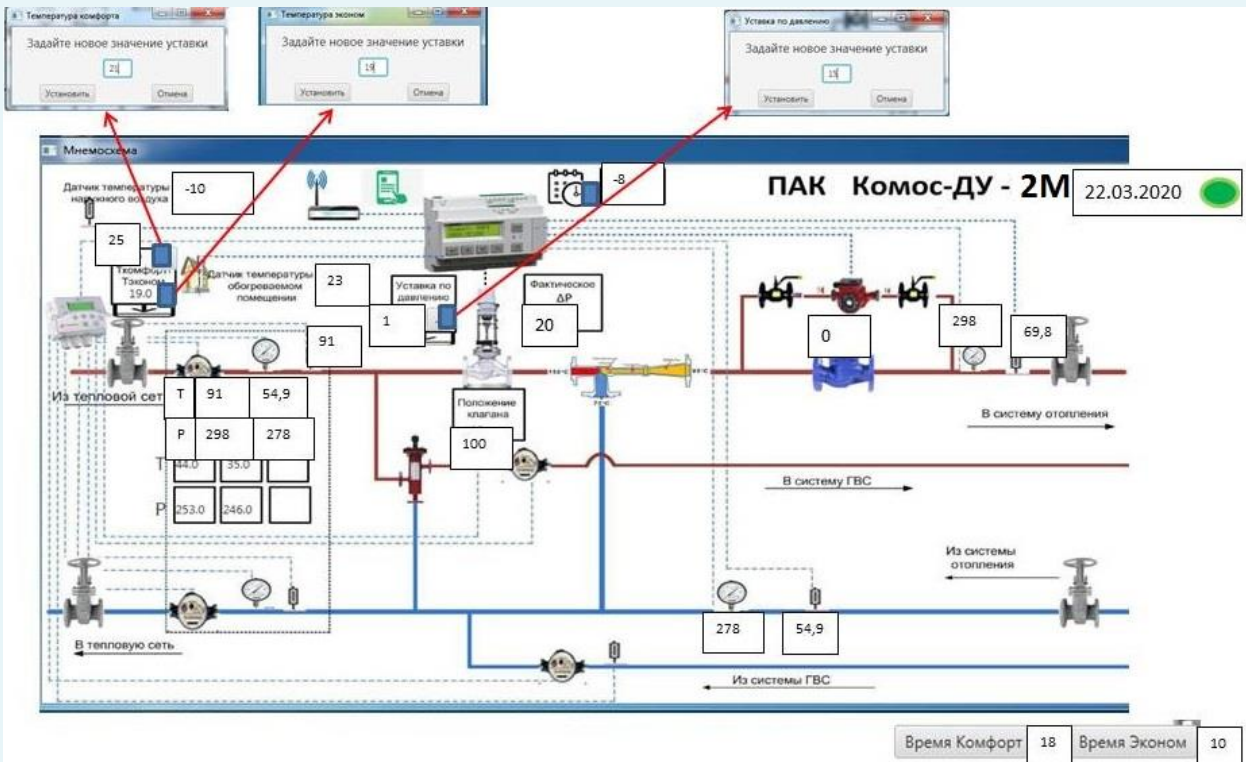 Температура комфорта
Задайте новое значение уставки
21
Установить Отмена
Температура эконом
Задайте новое значение уставки
19
Установить Отмена
Уставка по давлению
Задайте новое значение уставки
15
Установить Отмена
Мнемосхема
Датчик температуры
наружного воздуха
-10
-8
ПАК Комос-ДУ - 2М
22.03.2020
25
Ткомфорт
Тэконом
19.0
Датчик температуры
обогреваемом
помещении
23
Уставка по
давлению
1
Фактическое
ΔP
20
0
298
69,8
91
Из тепловой сет
Т 91 54,9
Р 298 278
Т 44.0 35.0
Р 253.0 246.0
Положение
клапана
100
В систему отопления
В систему ГВС
Из системы
отопления
278
54,9
В тепловую сеть
Из системы ГВС
Время Комфорт 18 Время Эконом 10